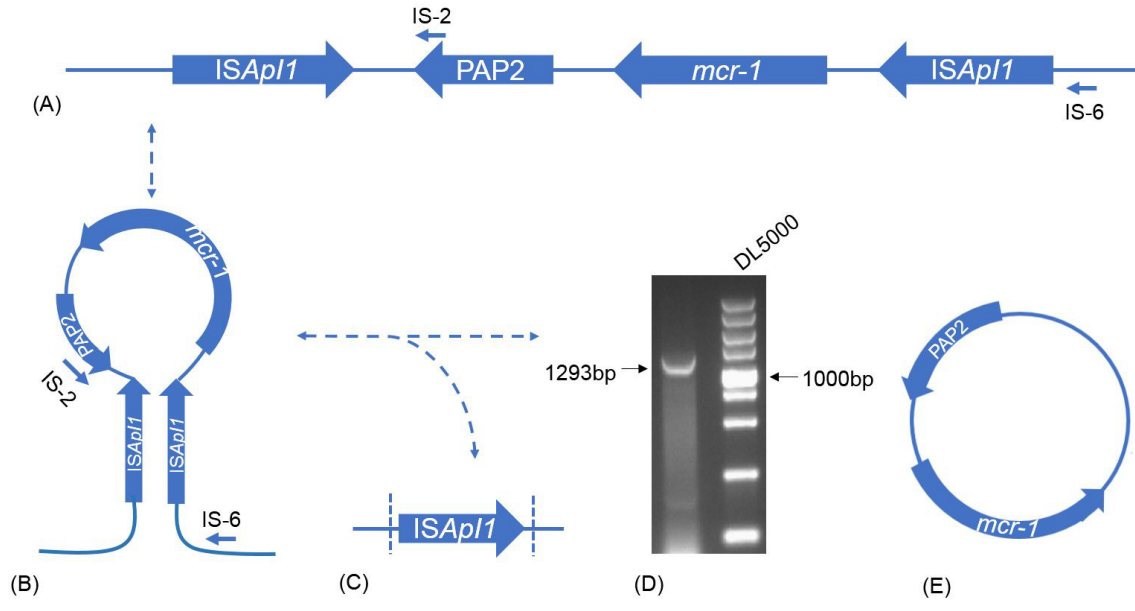 IS-2
ISApl1
PAP2
mcr-1
ISApl1
IS-6
(A)
mcr-1
PAP2
IS-2
ISApl1
ISApl1
IS-6
(B)
ISApl1
(C)
DL5000
1293bp
1000bp
(D)
PAP2
mcr-1
(E)